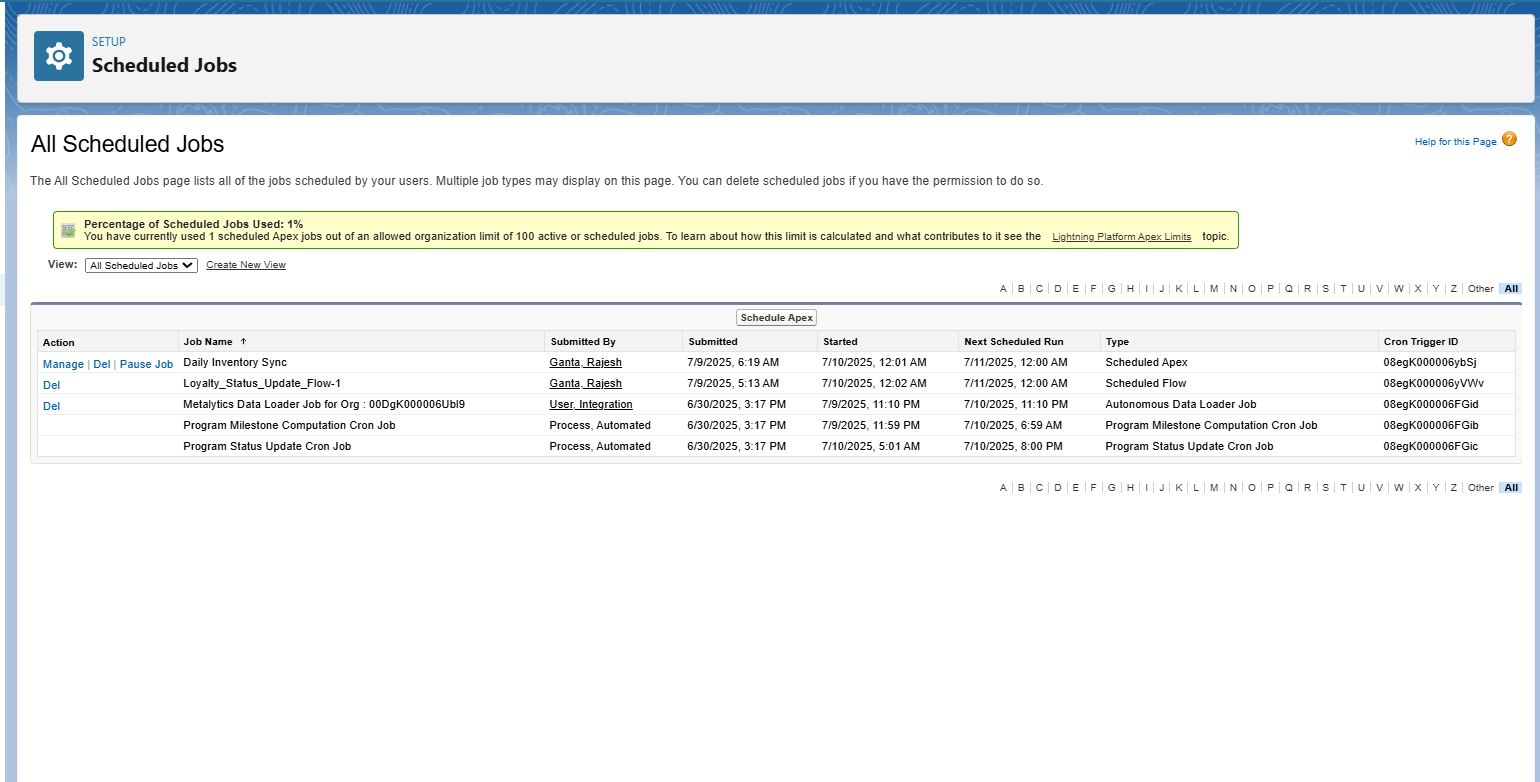 SETUP
Scheduled Jobs
All Scheduled Jobs
Help for this Page ?
The All Scheduled Jobs page lists all of the jobs scheduled by your users. Multiple job types may display on this page. You can delete scheduled jobs if you have the permission to do so.
Percentage of Scheduled Jobs Used: 1%
You have currently used 1 scheduled Apex jobs out of an allowed organization limit of 100 active or scheduled jobs. To learn about how this limit is calculated and what contributes to it see the Lightning Platform Apex Limits topic.
View: All Scheduled Jobs Create New View
A | B | C | D | E | F | G | H | I | J | K | L | M | N | O | P | Q | R | S | T | U | V | W | X | Y | Z | Other All
Schedule Apex
Action Job Name ↑ Submitted By Submitted Started Next Scheduled Run Type Cron Trigger ID
Manage | Del | Pause Job Daily Inventory Sync Ganta, Rajesh 7/9/2025, 6:19 AM 7/10/2025, 12:01 AM 7/11/2025, 12:00 AM Scheduled Apex 08egK000006ybSj
Del Loyalty_Status_Update_Flow-1 Ganta, Rajesh 7/9/2025, 5:13 AM 7/10/2025, 12:02 AM 7/11/2025, 12:00 AM Scheduled Flow 08egK000006yVWv
Del Metalytics Data Loader Job for Org : 00DgK000006UbI9 User, Integration 6/30/2025, 3:17 PM 7/9/2025, 11:10 PM 7/10/2025, 11:10 PM Autonomous Data Loader Job 08egK000006FGid
Program Milestone Computation Cron Job Process, Automated 6/30/2025, 3:17 PM 7/9/2025, 11:59 PM 7/10/2025, 6:59 AM Program Milestone Computation Cron Job 08egK000006FGib
Program Status Update Cron Job Process, Automated 6/30/2025, 3:17 PM 7/10/2025, 5:01 AM 7/10/2025, 8:00 PM Program Status Update Cron Job 08egK000006FGic
A | B | C | D | E | F | G | H | I | J | K | L | M | N | O | P | Q | R | S | T | U | V | W | X | Y | Z | Other All